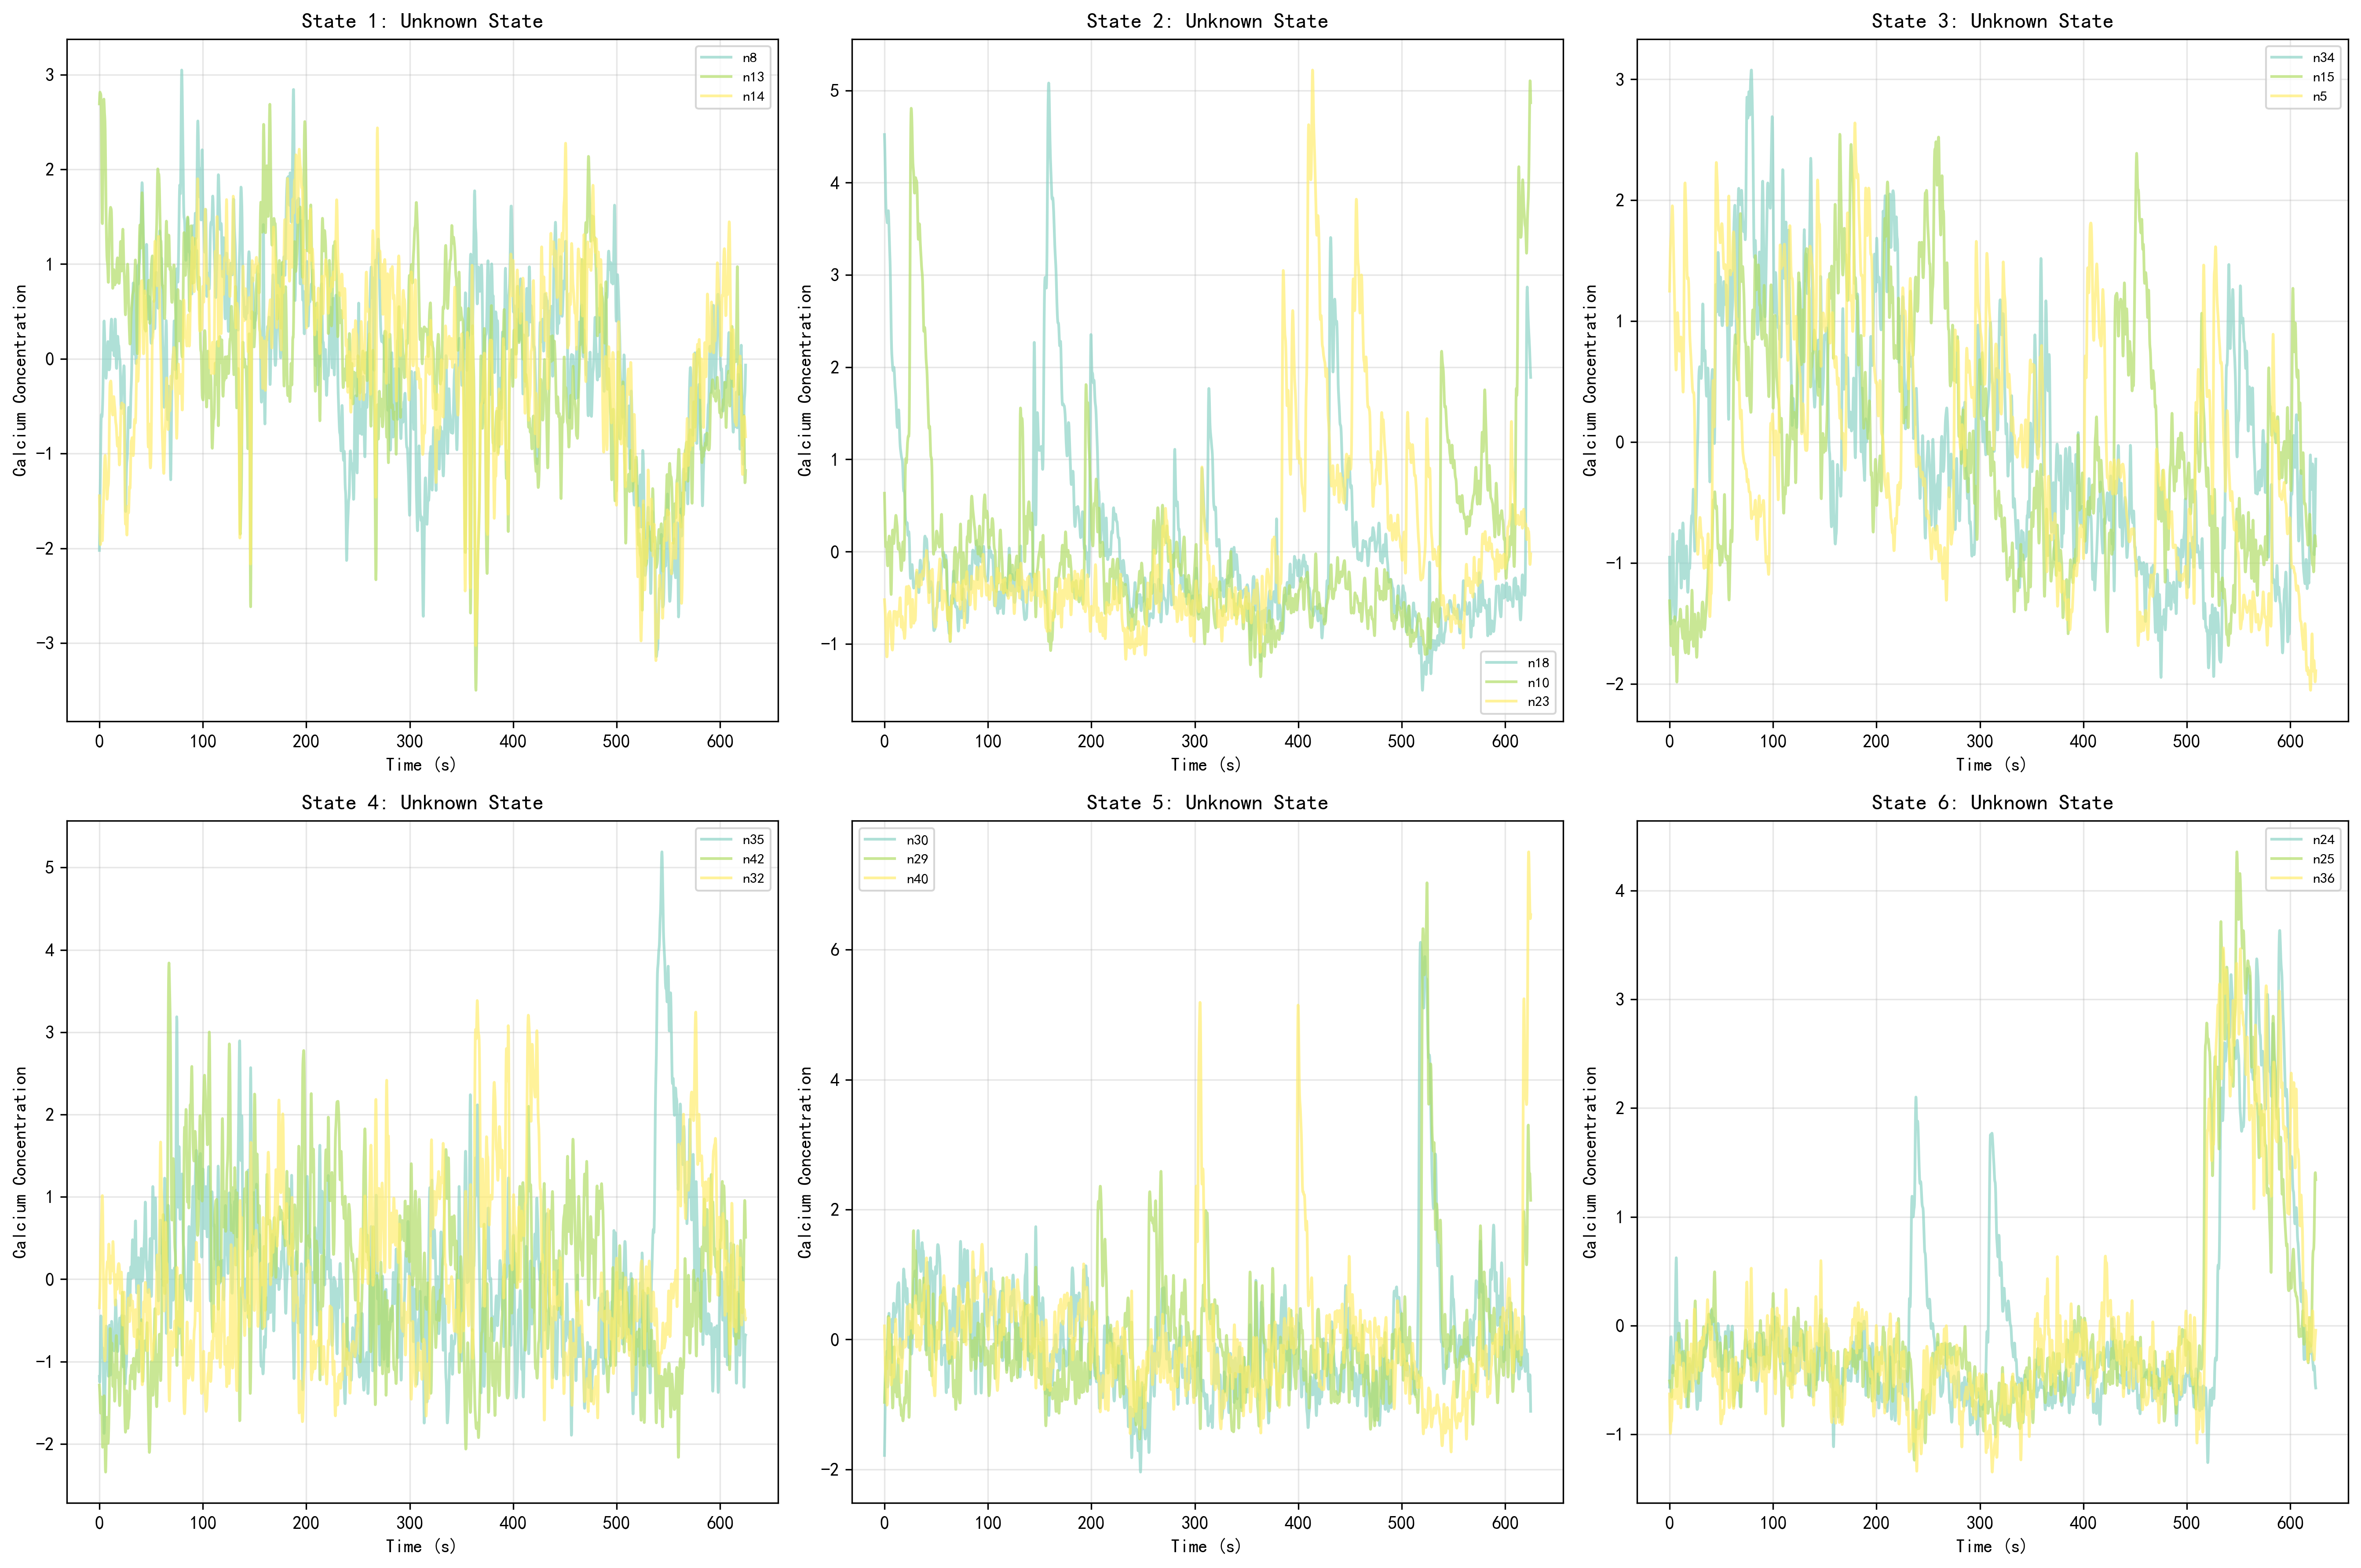 State 1: Unknown State
Calcium Concentration
3
2
1
0
−1
−2
−3
n8
n13
n14
0 100 200 300 400 500 600
Time (s)
State 2: Unknown State
Calcium Concentration
5
4
3
2
1
0
−1
n18
n10
n23
0 100 200 300 400 500 600
Time (s)
State 3: Unknown State
Calcium Concentration
3
2
1
0
−1
−2
n34
n15
n5
0 100 200 300 400 500 600
Time (s)
State 4: Unknown State
Calcium Concentration
5
4
3
2
1
0
−1
−2
n35
n42
n32
0 100 200 300 400 500 600
Time (s)
State 5: Unknown State
Calcium Concentration
6
4
2
0
−2
n30
n29
n40
0 100 200 300 400 500 600
Time (s)
State 6: Unknown State
Calcium Concentration
4
3
2
1
0
−1
n24
n25
n36
0 100 200 300 400 500 600
Time (s)